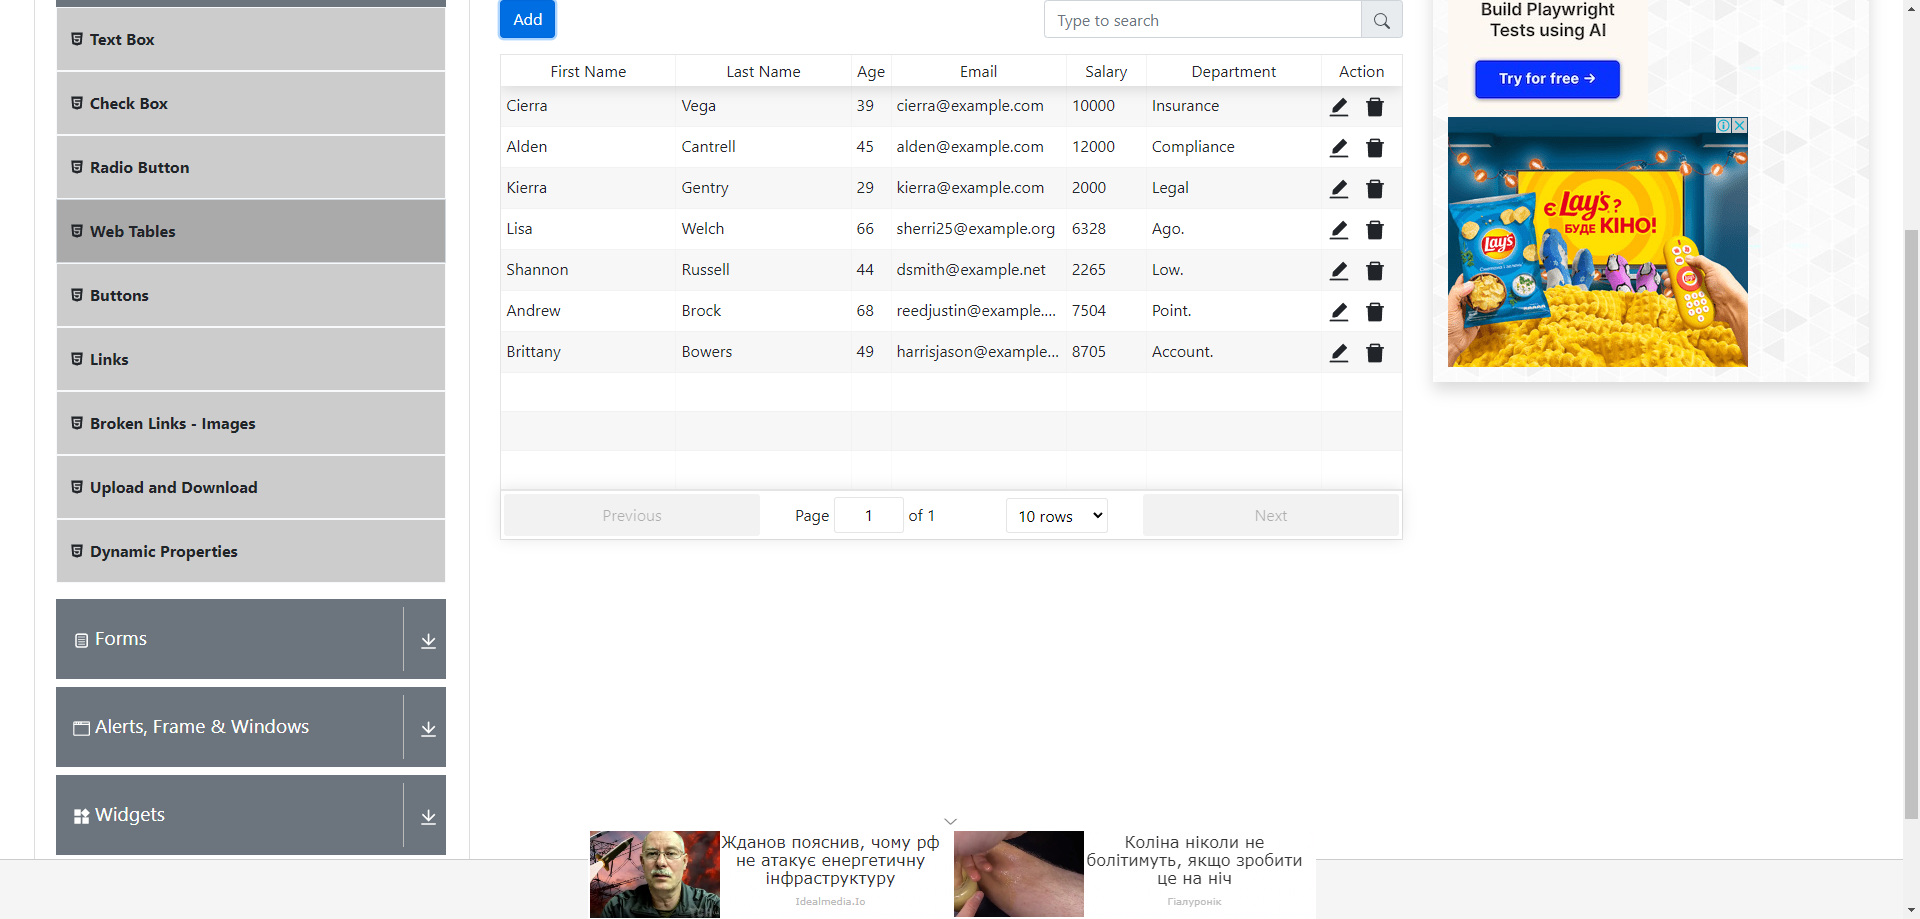 Text Box
Check Box
Radio Button
Web Tables
Buttons
Links
Broken Links - Images
Upload and Download
Dynamic Properties
Forms
Alerts, Frame & Windows
Widgets
Add
Type to search
First Name Last Name Age Email Salary Department Action
Cierra Vega 39 cierra@example.com 10000 Insurance
Alden Cantrell 45 alden@example.com 12000 Compliance
Kierra Gentry 29 kierra@example.com 2000 Legal
Lisa Welch 66 sherri25@example.org 6328 Ago.
Shannon Russell 44 dsmith@example.net 2265 Low.
Andrew Brock 68 reedjustin@example.... 7504 Point.
Brittany Bowers 49 harrisjason@example... 8705 Account.
Previous Page 1 of 1 10 rows Next
Build Playwright
Tests using AI
Try for free →
є Lay's?
БУДЕ КІНО!
Lay's
Жданов пояснив, чому рф
не атакує енергетичну
інфраструктуру
Idealmedia.Io
Коліна ніколи не
болітимуть, якщо зробити
це на ніч
Гіалуронік